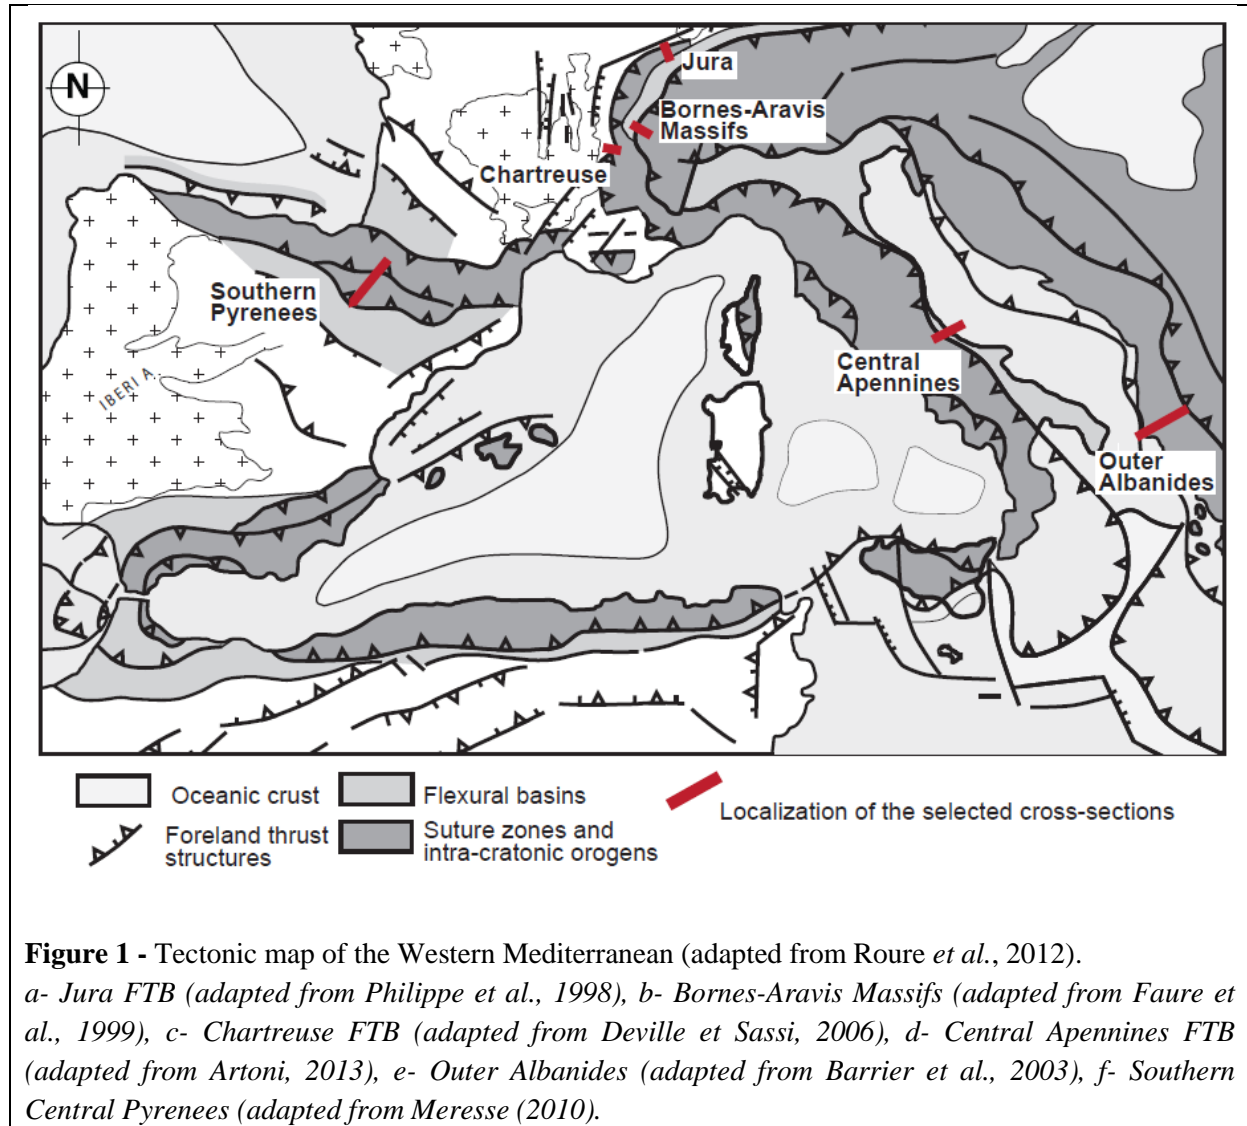 N
Jura
Bornes-Aravis
Massifs
Chartreuse
Southern
Pyrenees
IBERI A
Central
Apennines
Outer
Albanides
Oceanic crust
Flexural basins
Localization of the selected cross-sections
Foreland thrust
structures
Suture zones and
intra-cratonic orogens
Figure 1 - Tectonic map of the Western Mediterranean (adapted from Roure et al., 2012).
a- Jura FTB (adapted from Philippe et al., 1998), b- Bornes-Aravis Massifs (adapted from Faure et
al., 1999), c- Chartreuse FTB (adapted from Deville et Sassi, 2006), d- Central Apennines FTB
(adapted from Artoni, 2013), e- Outer Albanides (adapted from Barrier et al., 2003), f- Southern
Central Pyrenees (adapted from Meresse (2010).